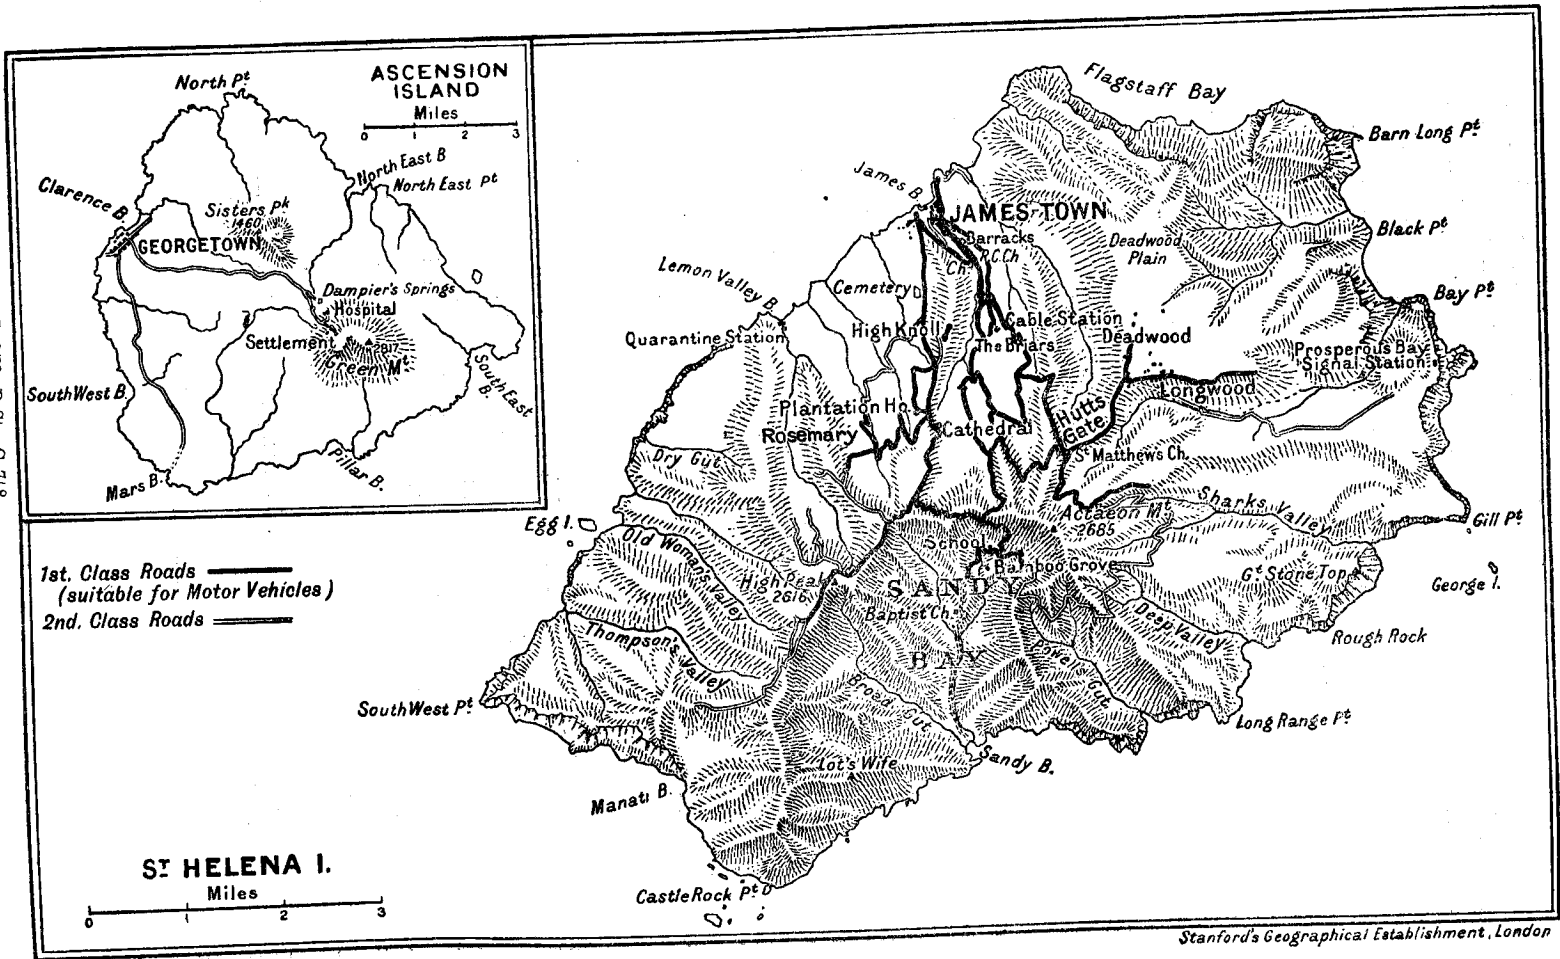 ASCENSION
ISLAND
Miles
0 1 2 3
North Pt
North East B
North East Pt
Clarence B.
Sisters Pk
1460
GEORGETOWN
Dampier's Springs
Hospital
Settlement
2817
Green Mt
South West B.
South East
B.
Pillar B.
Mars B.
1st. Class Roads
(suitable for Motor Vehicles)
2nd. Class Roads
ST HELENA I.
Miles
0 1 2 3
Flagstaff Bay
Barn Long Pt
James B.
JAMES TOWN
Barracks
R.C.Ch
Ch.
Deadwood
Plain
Black Pt
Lemon Valley B.
Cemetery
Bay Pt
Quarantine Station
High Knoll
Cable Station
The Briars
Deadwood
Prosperous Bay
Signal Station
Longwood
Plantation Ho.
Rosemary
Cathedral
Hutts
Gate
St Matthews Ch.
Dry Gut
Sharks Valley
Gill Pt
Egg I.
Actaeon Mt
2685
Old Woman's Valley
School
Bamboo Grove
High Peak
2616
SANDY
BAY
Baptist Ch.
Gt Stone Top
George I.
Deep Valley
Rough Rock
Thompson's Valley
Powell's Gut
Broad Gut
South West Pt
Long Range Pt
Sandy B.
Lot's Wife
Manati B.
Castle Rock Pt
Stanford's Geographical Establishment, London